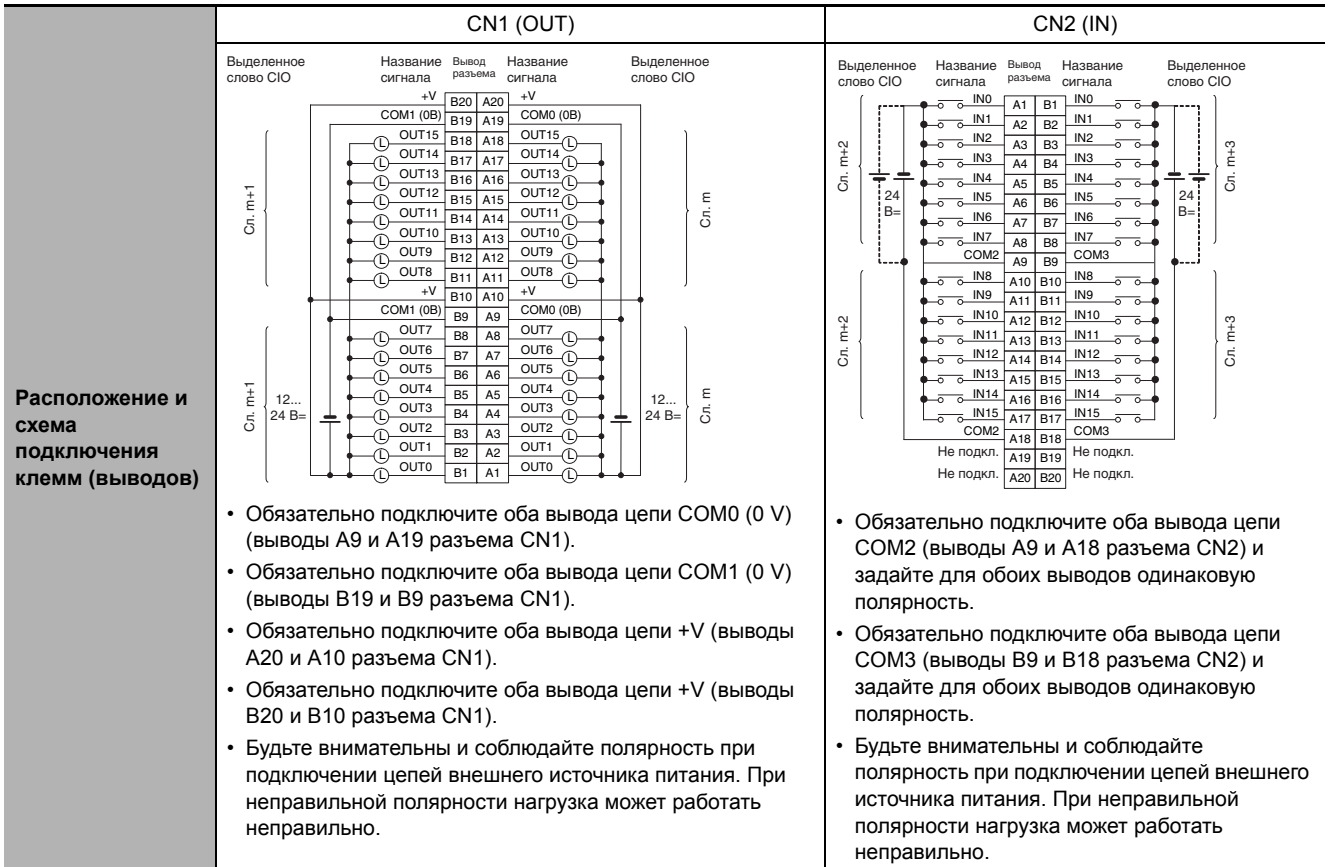 CN1 (OUT)
CN2 (IN)
Расположение и
схема
подключения
клемм (выводов)
Выделенное Название Вывод Название Выделенное
слово CIO сигнала разъема сигнала слово CIO
+V B20 A20 +V
COM1 (0В) B19 A19 COM0 (0В)
OUT15 B18 A18 OUT15
OUT14 B17 A17 OUT14
OUT13 B16 A16 OUT13
OUT12 B15 A15 OUT12
OUT11 B14 A14 OUT11
OUT10 B13 A13 OUT10
OUT9 B12 A12 OUT9
OUT8 B11 A11 OUT8
+V B10 A10 +V
COM1 (0В) B9 A9 COM0 (0В)
OUT7 B8 A8 OUT7
OUT6 B7 A7 OUT6
OUT5 B6 A6 OUT5
OUT4 B5 A5 OUT4
OUT3 B4 A4 OUT3
OUT2 B3 A3 OUT2
OUT1 B2 A2 OUT1
OUT0 B1 A1 OUT0
Сл. m+1
Сл. m
Сл. m+1
Сл. m
12...
24 В=
12...
24 В=
L L L L L L L L L L L L L L L L
L L L L L L L L L L L L L L L L
• Обязательно подключите оба вывода цепи COM0 (0 V)
(выводы A9 и A19 разъема CN1).
• Обязательно подключите оба вывода цепи COM1 (0 V)
(выводы B19 и B9 разъема CN1).
• Обязательно подключите оба вывода цепи +V (выводы
A20 и A10 разъема CN1).
• Обязательно подключите оба вывода цепи +V (выводы
B20 и B10 разъема CN1).
• Будьте внимательны и соблюдайте полярность при
подключении цепей внешнего источника питания. При
неправильной полярности нагрузка может работать
неправильно.
Выделенное Название Вывод Название Выделенное
слово CIO сигнала разъема сигнала слово CIO
IN0 A1 B1 IN0
IN1 A2 B2 IN1
IN2 A3 B3 IN2
IN3 A4 B4 IN3
IN4 A5 B5 IN4
IN5 A6 B6 IN5
IN6 A7 B7 IN6
IN7 A8 B8 IN7
COM2 A9 B9 COM3
IN8 A10 B10 IN8
IN9 A11 B11 IN9
IN10 A12 B12 IN10
IN11 A13 B13 IN11
IN12 A14 B14 IN12
IN13 A15 B15 IN13
IN14 A16 B16 IN14
IN15 A17 B17 IN15
COM2 A18 B18 COM3
Не подкл. A19 B19 Не подкл.
Не подкл. A20 B20 Не подкл.
Сл. m+2
Сл. m+3
Сл. m+2
Сл. m+3
24
В=
24
В=
• Обязательно подключите оба вывода цепи
COM2 (выводы A9 и A18 разъема CN2) и
задайте для обоих выводов одинаковую
полярность.
• Обязательно подключите оба вывода цепи
COM3 (выводы B9 и B18 разъема CN2) и
задайте для обоих выводов одинаковую
полярность.
• Будьте внимательны и соблюдайте
полярность при подключении цепей внешнего
источника питания. При неправильной
полярности нагрузка может работать
неправильно.